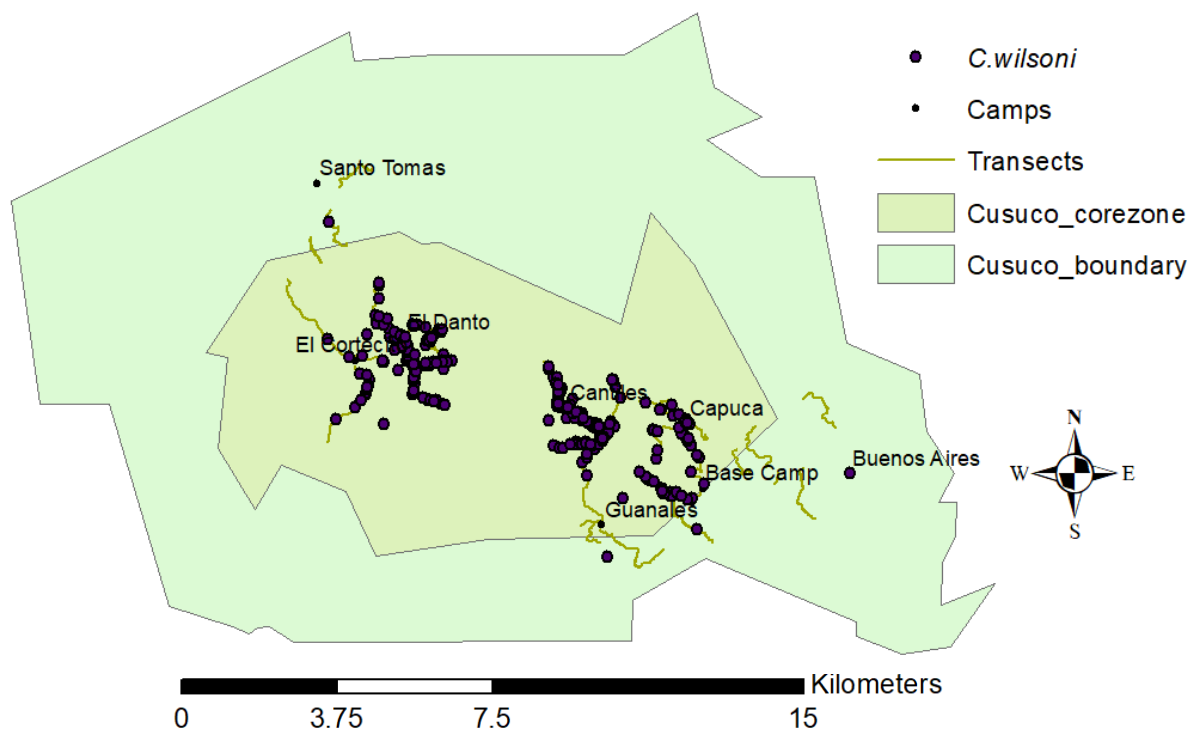 C.wilsoni
Camps
Transects
Cusuco_corezone
Cusuco_boundary
Santo Tomas
El Danto
El Cortecito
Cantiles
Capuca
Buenos Aires
Base Camp
Guanales
N
W
E
S
Kilometers
0
3.75
7.5
15